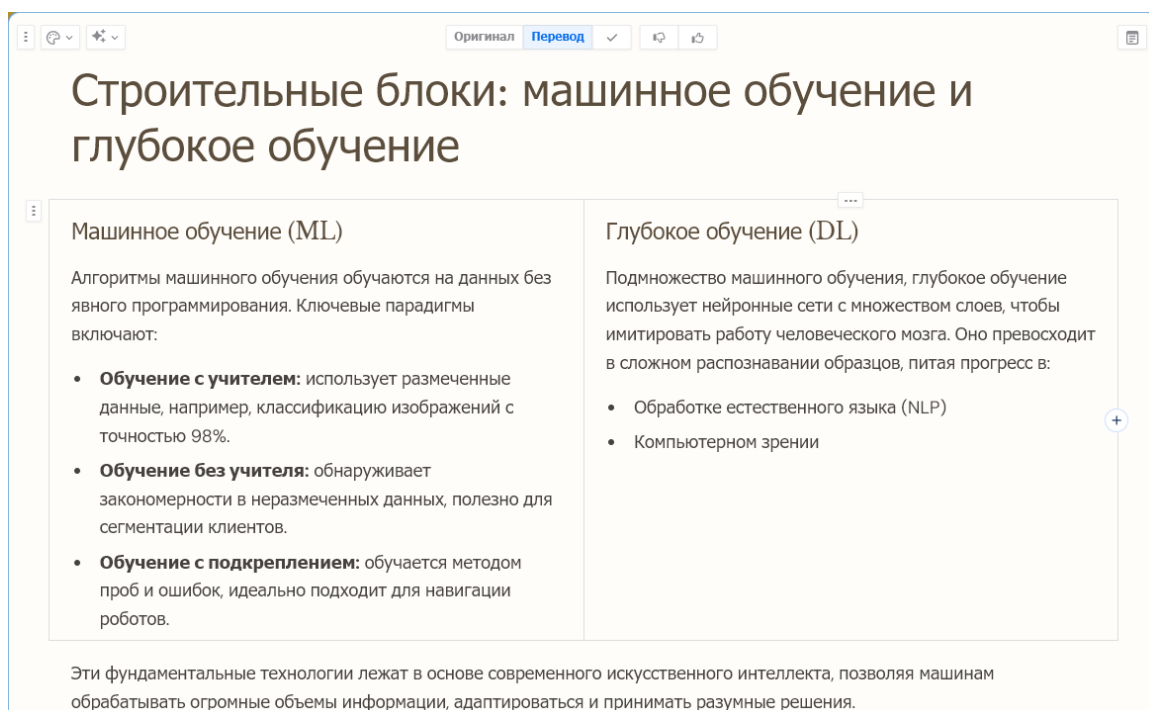 Оригинал Перевод
Строительные блоки: машинное обучение и
глубокое обучение
Машинное обучение (ML)
Алгоритмы машинного обучения обучаются на данных без
явного программирования. Ключевые парадигмы
включают:
• Обучение с учителем: использует размеченные
данные, например, классификацию изображений с
точностью 98%.
• Обучение без учителя: обнаруживает
закономерности в неразмеченных данных, полезно для
сегментации клиентов.
• Обучение с подкреплением: обучается методом
проб и ошибок, идеально подходит для навигации
роботов.
Глубокое обучение (DL)
Подмножество машинного обучения, глубокое обучение
использует нейронные сети с множеством слоев, чтобы
имитировать работу человеческого мозга. Оно превосходит
в сложном распознавании образцов, питая прогресс в:
• Обработке естественного языка (NLP)
• Компьютерном зрении
Эти фундаментальные технологии лежат в основе современного искусственного интеллекта, позволяя машинам
обрабатывать огромные объемы информации, адаптироваться и принимать разумные решения.